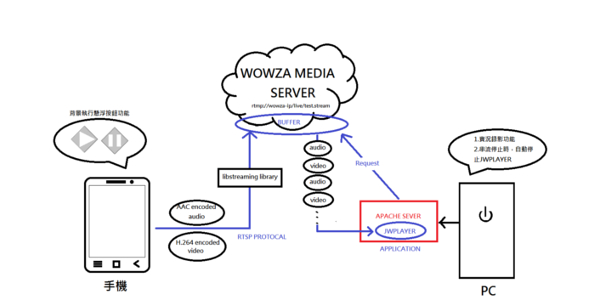 WOWZA MEDIA
SERVER
rtmp://wowza-ip/live/test.stream
BUFFER
背景執行懸浮按鈕功能
audio
video
audio
video
Request
1.實況錄影功能
2.串流停止時，自動停
止JWPLAYER
libstreaming library
AAC encoded
audio
H.264 encoded
video
RTSP PROTOCAL
APACHE SEVER
JWPLAYER
APPLICATION
手機
PC